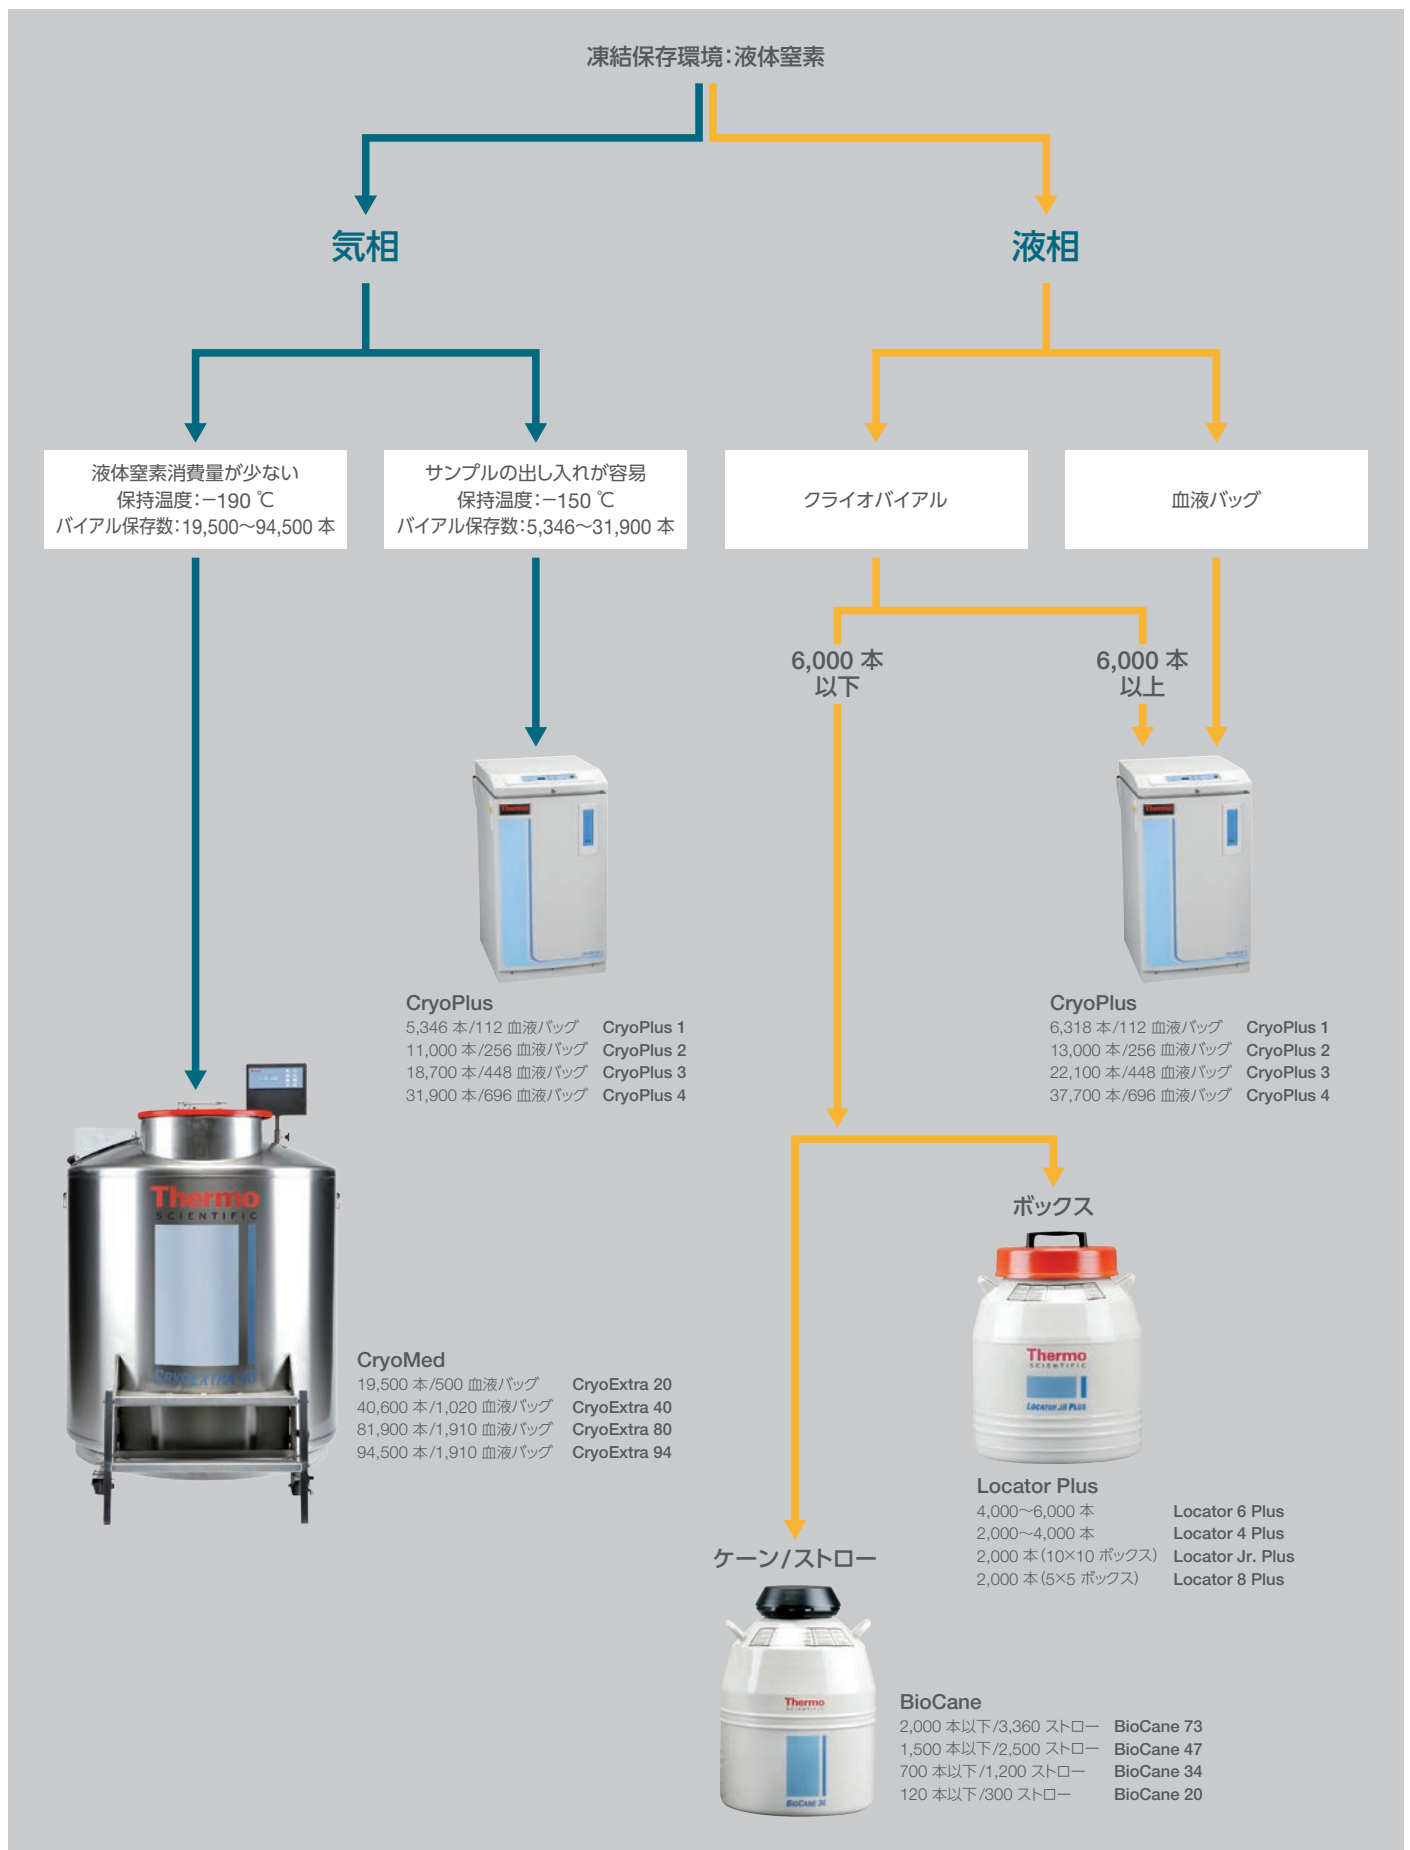 凍結保存環境：液体窒素
気相
液相
液体窒素消費量が少ない
保持温度：−190 ℃
バイアル保存数：19,500～94,500 本
サンプルの出し入れが容易
保持温度：−150 ℃
バイアル保存数：5,346～31,900 本
クライオバイアル
血液バッグ
6,000 本
以下
6,000 本
以上
Thermo
Thermo
CryoPlus
5,346 本/112 血液バッグ CryoPlus 1
11,000 本/256 血液バッグ CryoPlus 2
18,700 本/448 血液バッグ CryoPlus 3
31,900 本/696 血液バッグ CryoPlus 4
CryoPlus
6,318 本/112 血液バッグ CryoPlus 1
13,000 本/256 血液バッグ CryoPlus 2
22,100 本/448 血液バッグ CryoPlus 3
37,700 本/696 血液バッグ CryoPlus 4
Thermo
SCIENTIFIC
CRYOEXTRA 40
CryoMed
19,500 本/500 血液バッグ CryoExtra 20
40,600 本/1,020 血液バッグ CryoExtra 40
81,900 本/1,910 血液バッグ CryoExtra 80
94,500 本/1,910 血液バッグ CryoExtra 94
ボックス
Thermo
SCIENTIFIC
LOCATOR JR PLUS
Locator Plus
4,000～6,000 本 Locator 6 Plus
2,000～4,000 本 Locator 4 Plus
2,000 本（10×10 ボックス） Locator Jr. Plus
2,000 本（5×5 ボックス） Locator 8 Plus
ケーン/ストロー
Thermo
SCIENTIFIC
BIOCANE 34
BioCane
2,000 本以下/3,360 ストロー BioCane 73
1,500 本以下/2,500 ストロー BioCane 47
700 本以下/1,200 ストロー BioCane 34
120 本以下/300 ストロー BioCane 20